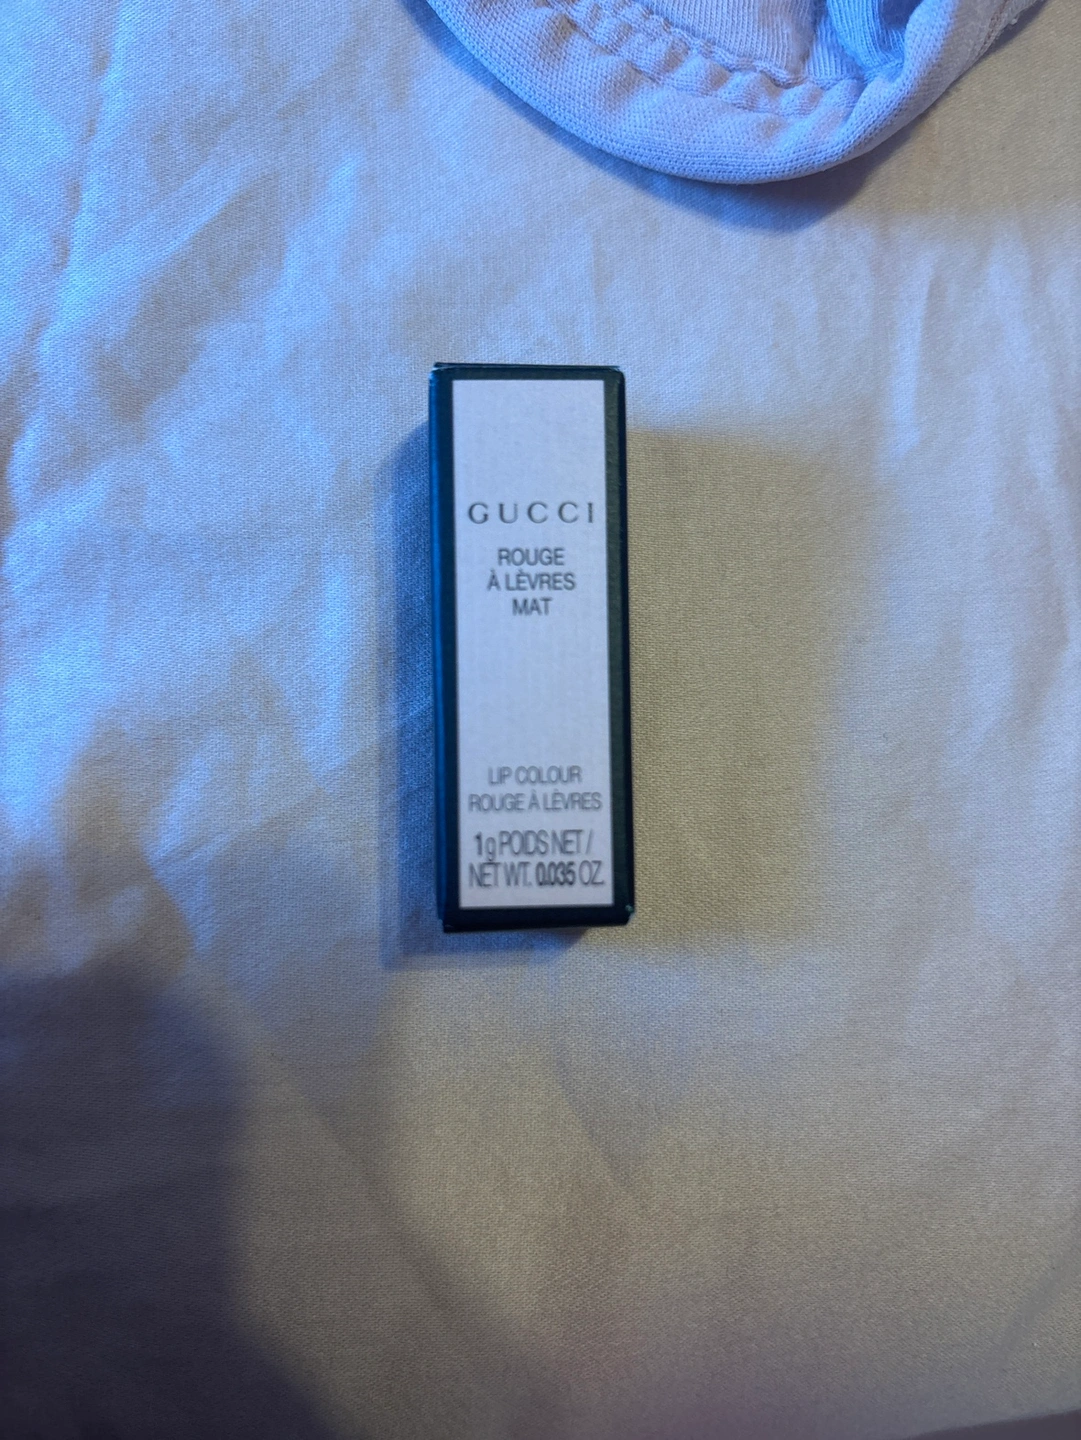 GUCCI
ROUGE
À LÈVRES
MAT
LIP COLOUR
ROUGE À LÈVRES
1g POIDS NET /
NET WT. 0.035 OZ.